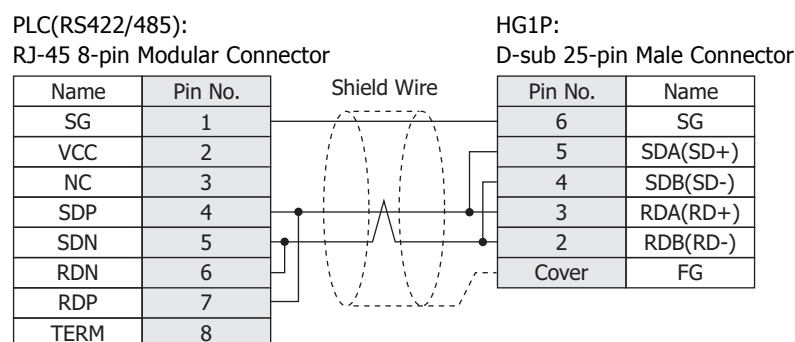 PLC(RS422/485):
RJ-45 8-pin Modular Connector
HG1P:
D-sub 25-pin Male Connector
Shield Wire
Name Pin No.
SG 1
VCC 2
NC 3
SDP 4
SDN 5
RDN 6
RDP 7
TERM 8
Pin No. Name
6 SG
5 SDA(SD+)
4 SDB(SD-)
3 RDA(RD+)
2 RDB(RD-)
Cover FG